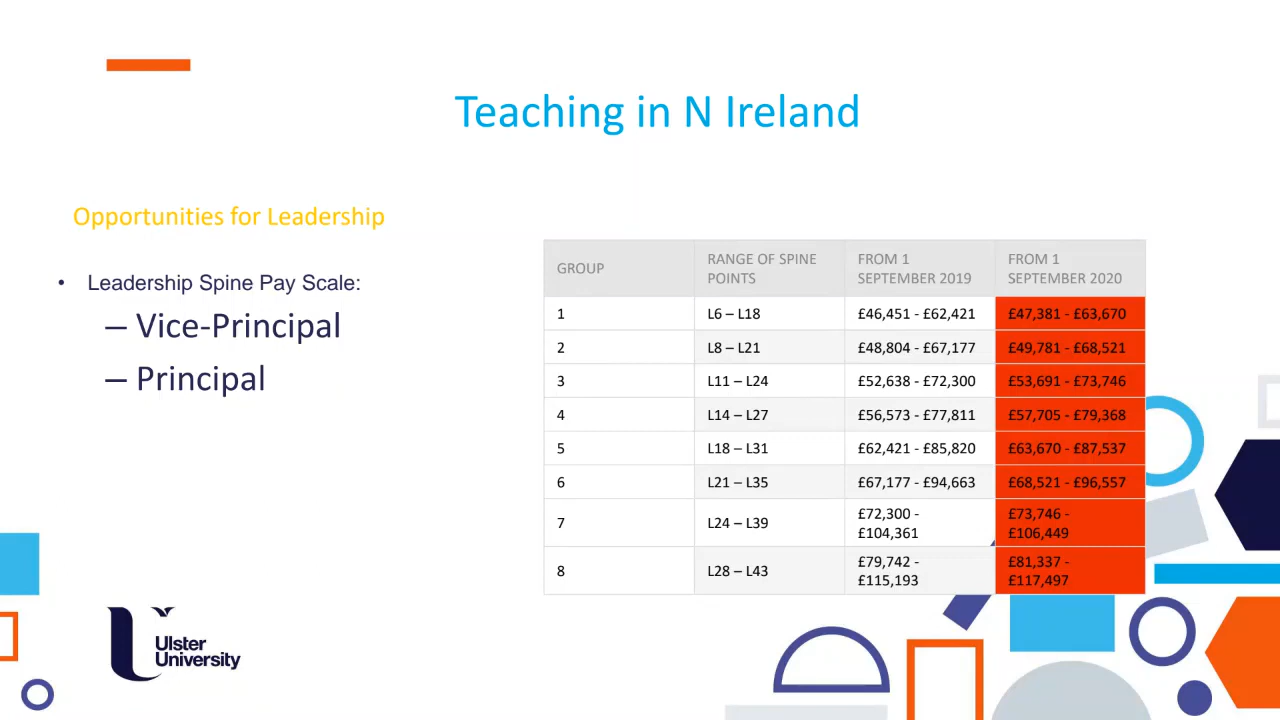 Teaching in N Ireland
Opportunities for Leadership
• Leadership Spine Pay Scale:
– Vice-Principal
– Principal
GROUP
RANGE OF SPINE
POINTS
FROM 1
SEPTEMBER 2019
FROM 1
SEPTEMBER 2020
1 L6 – L18 £46,451 - £62,421 £47,381 - £63,670
2 L8 – L21 £48,804 - £67,177 £49,781 - £68,521
3 L11 – L24 £52,638 - £72,300 £53,691 - £73,746
4 L14 – L27 £56,573 - £77,811 £57,705 - £79,368
5 L18 – L31 £62,421 - £85,820 £63,670 - £87,537
6 L21 – L35 £67,177 - £94,663 £68,521 - £96,557
7 L24 – L39
£72,300 -
£104,361
£73,746 -
£106,449
8 L28 – L43
£79,742 -
£115,193
£81,337 -
£117,497
Ulster
University